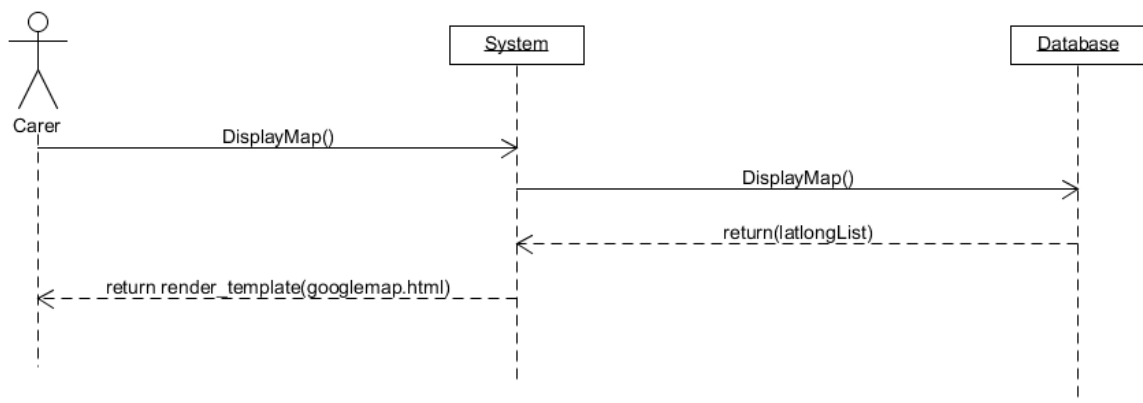 System
Database
Carer
DisplayMap()
DisplayMap()
return(latlongList)
return render_template(googlemap.html)